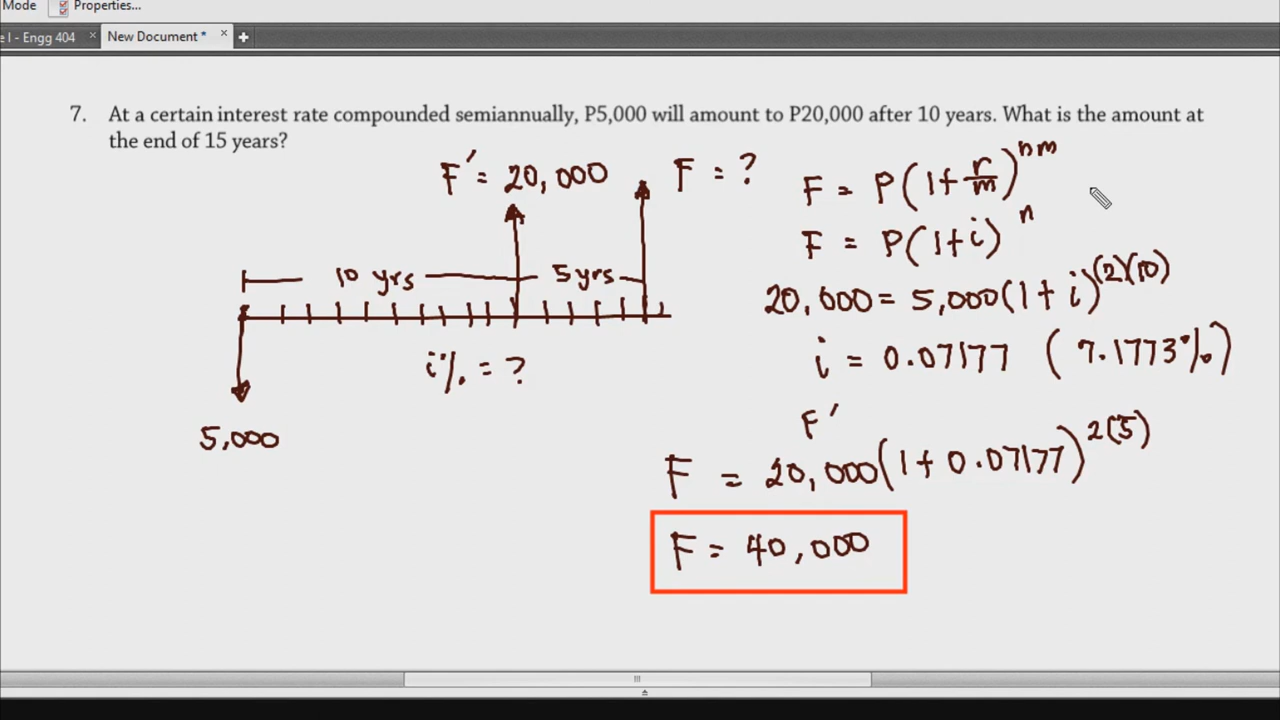 Mode Properties...
e I - Engg 404 × New Document * × +
7. At a certain interest rate compounded semiannually, P5,000 will amount to P20,000 after 10 years. What is the amount at
the end of 15 years?
F' = 20,000 F = ?
10 yrs 5 yrs
i% = ?
5,000
F = P(1+r/m)^nm
F = P(1+i)^n
20,000 = 5,000(1+i)^(2)(10)
i = 0.07177 (7.1773%)
F'
F = 20,000(1+0.07177)^2(5)
F = 40,000